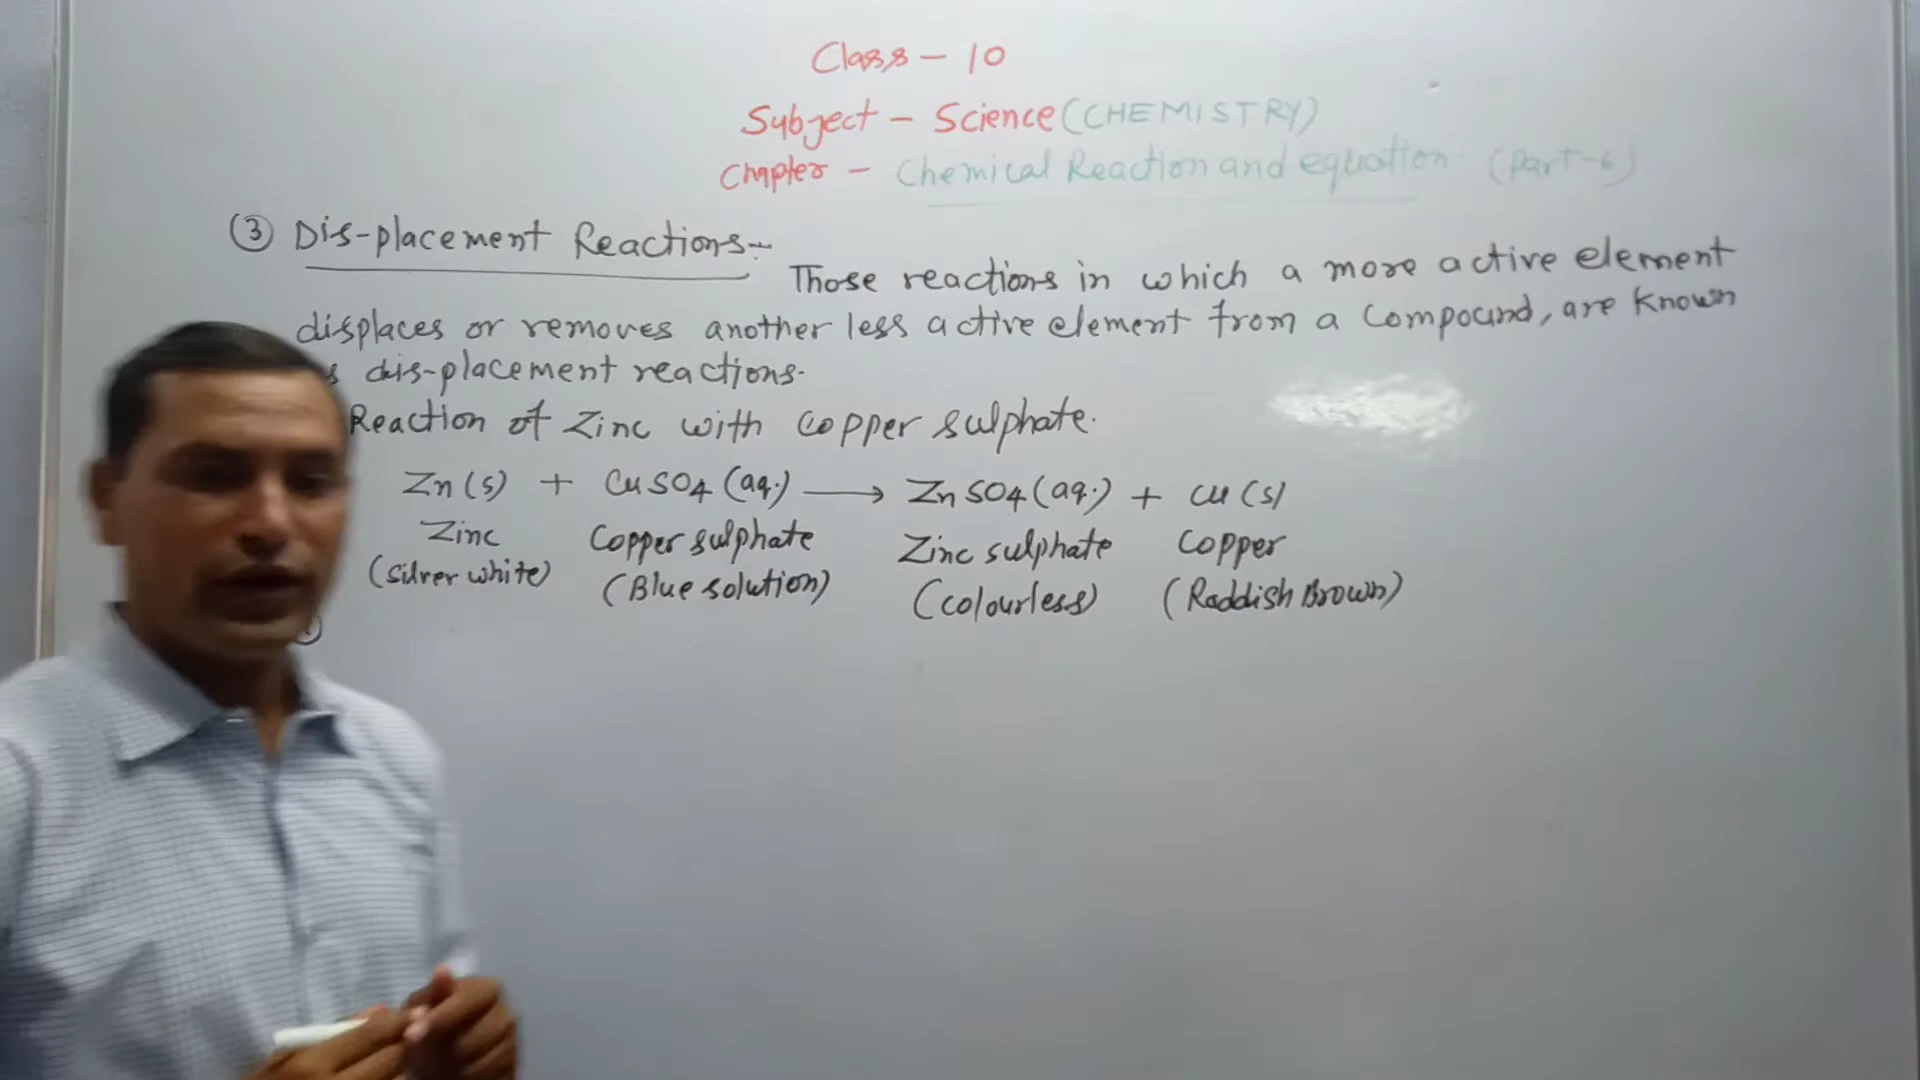 Class - 10
Subject - Science (CHEMISTRY)
Chapter - Chemical Reaction and equation (Part-6)
③ Dis-placement Reactions:-
Those reactions in which a more active element
displaces or removes another less active element from a compound, are known
dis-placement reactions.
Reaction of Zinc with copper sulphate.
Zn(s) + CuSO4 (aq.) ⟶ ZnSO4 (aq.) + Cu(s)
Zinc Copper sulphate Zinc sulphate Copper
(Silver white) (Blue solution) (Colourless) (Raddish Brown)